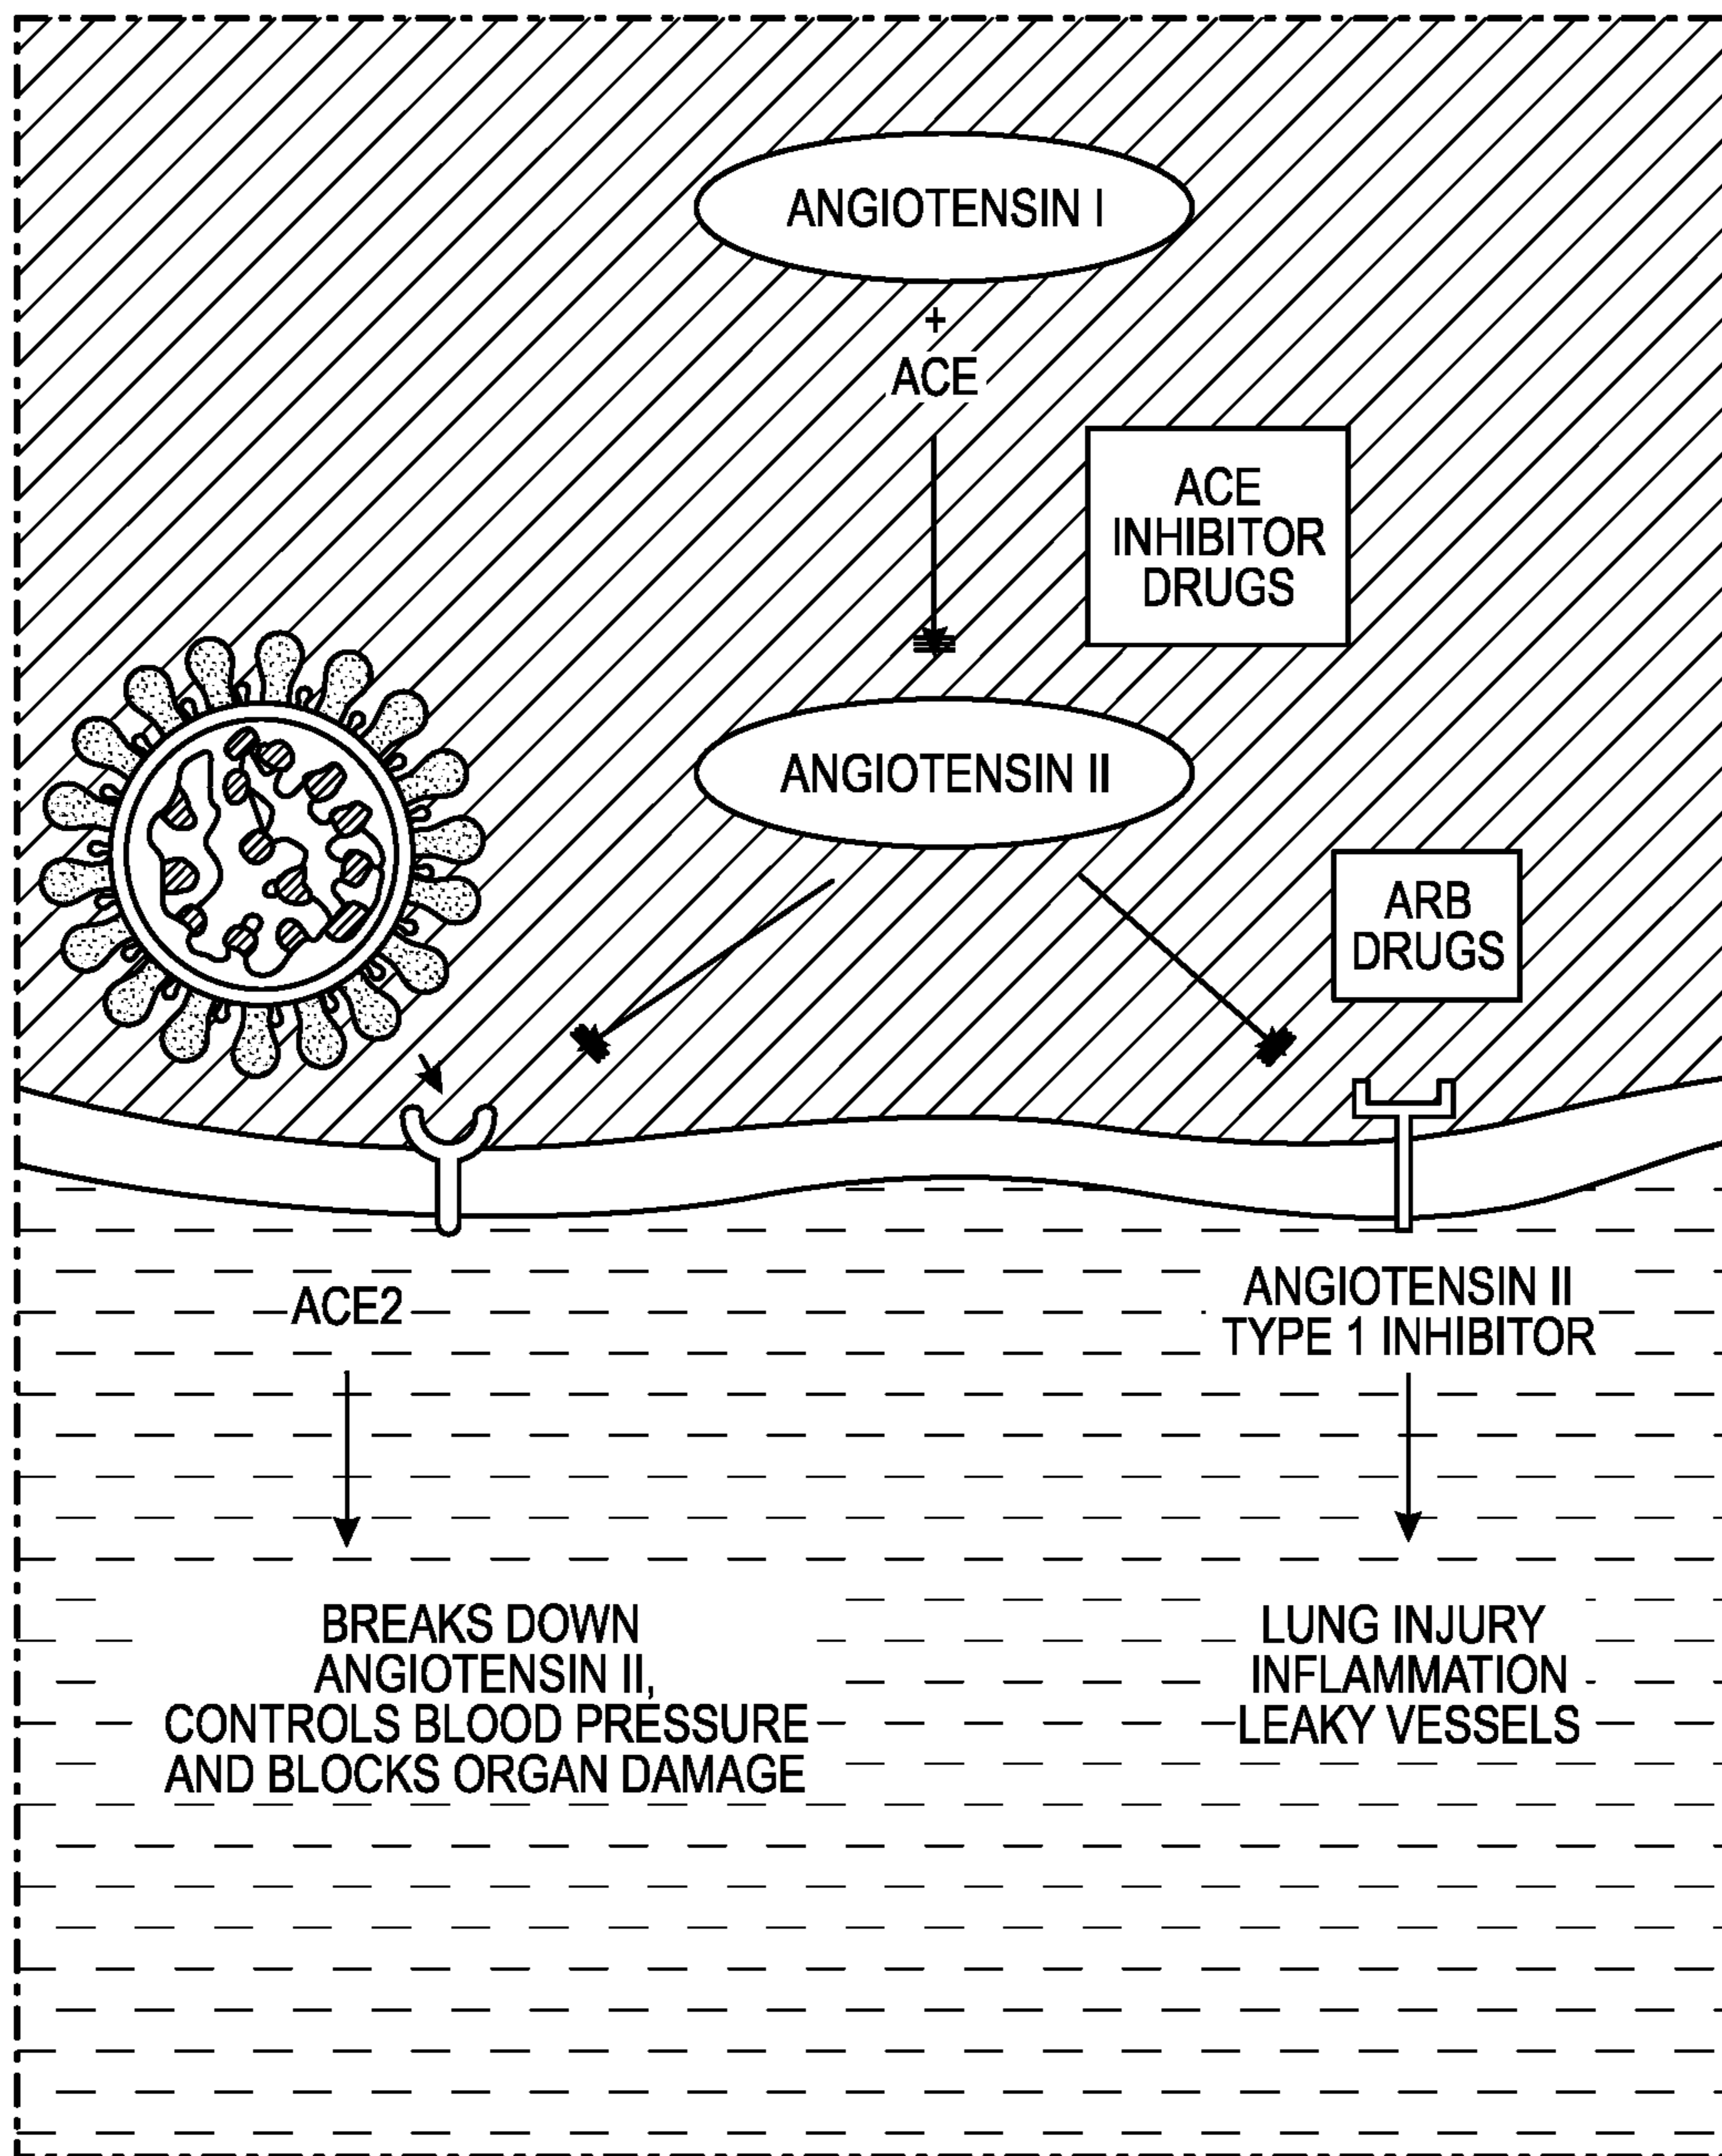 ANGIOTENSIN I
+
ACE
ACE
INHIBITOR
DRUGS
ANGIOTENSIN II
ARB
DRUGS
ACE2
ANGIOTENSIN II
TYPE 1 INHIBITOR
BREAKS DOWN
ANGIOTENSIN II,
CONTROLS BLOOD PRESSURE
AND BLOCKS ORGAN DAMAGE
LUNG INJURY
INFLAMMATION
LEAKY VESSELS